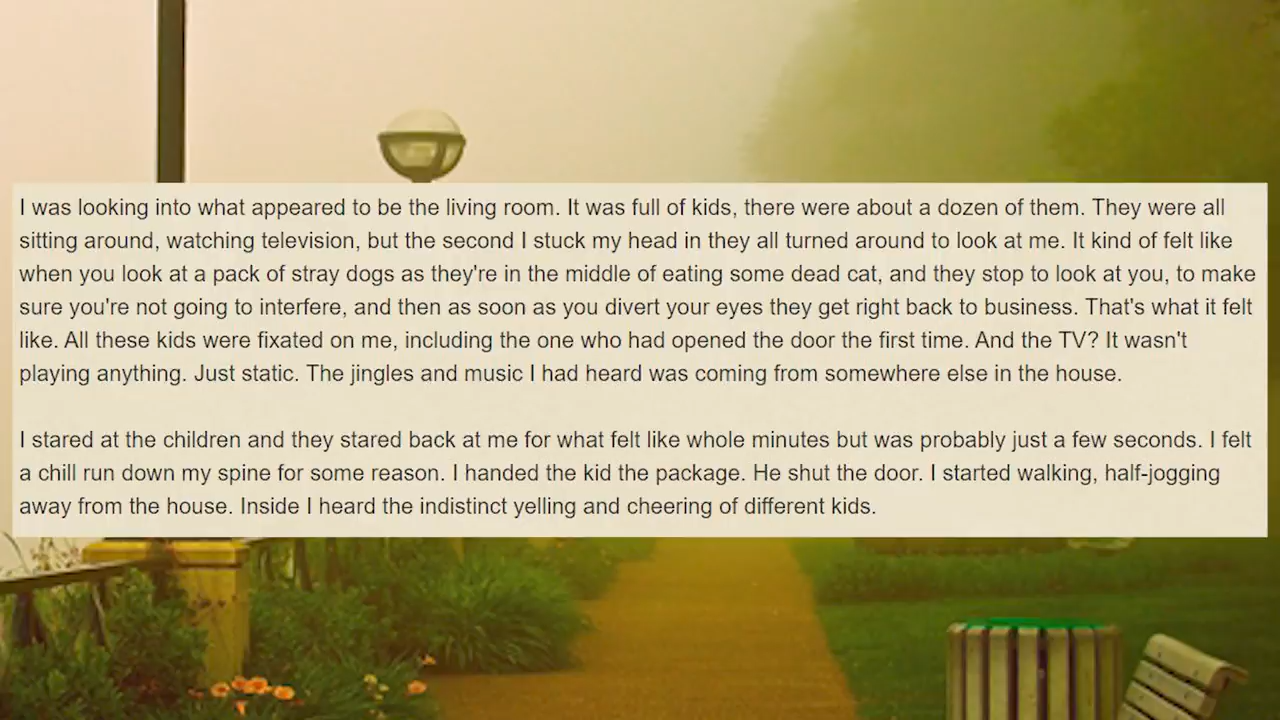 I was looking into what appeared to be the living room. It was full of kids, there were about a dozen of them. They were all
sitting around, watching television, but the second I stuck my head in they all turned around to look at me. It kind of felt like
when you look at a pack of stray dogs as they're in the middle of eating some dead cat, and they stop to look at you, to make
sure you're not going to interfere, and then as soon as you divert your eyes they get right back to business. That's what it felt
like. All these kids were fixated on me, including the one who had opened the door the first time. And the TV? It wasn't
playing anything. Just static. The jingles and music I had heard was coming from somewhere else in the house.
I stared at the children and they stared back at me for what felt like whole minutes but was probably just a few seconds. I felt
a chill run down my spine for some reason. I handed the kid the package. He shut the door. I started walking, half-jogging
away from the house. Inside I heard the indistinct yelling and cheering of different kids.